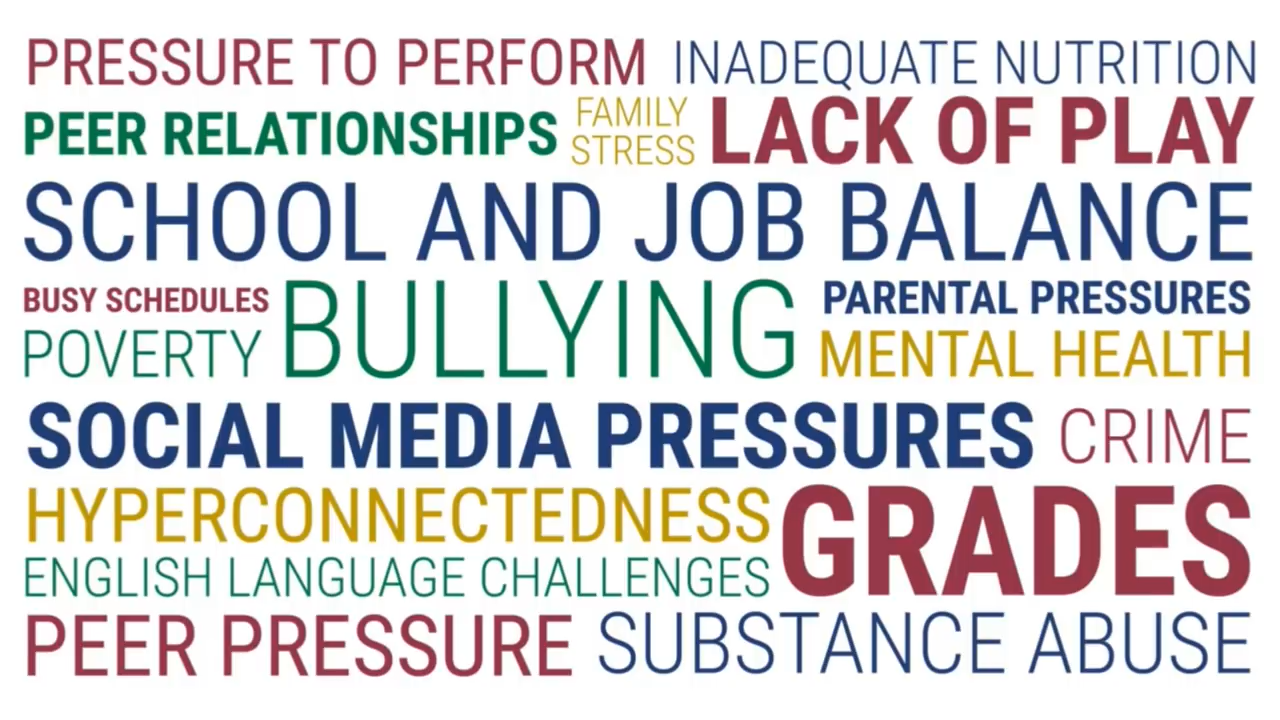 PRESSURE TO PERFORM INADEQUATE NUTRITION
PEER RELATIONSHIPS
FAMILY
STRESS
LACK OF PLAY
SCHOOL AND JOB BALANCE
BUSY SCHEDULES
POVERTY
BULLYING
PARENTAL PRESSURES
MENTAL HEALTH
SOCIAL MEDIA PRESSURES CRIME
HYPERCONNECTEDNESS
ENGLISH LANGUAGE CHALLENGES
GRADES
PEER PRESSURE SUBSTANCE ABUSE